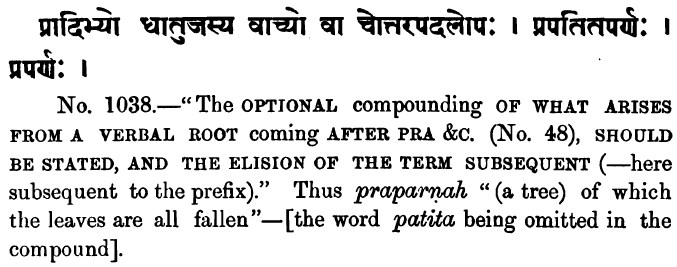 प्रादिभ्यो धातुजस्य वाच्यो वा चोत्तरपदलोपः । प्रपतितपर्णः ।
प्रपर्णः ।
No. 1038.—“The OPTIONAL compounding OF WHAT ARISES
FROM A VERBAL ROOT coming AFTER PRA &C. (No. 48), SHOULD
BE STATED, AND THE ELISION OF THE TERM SUBSEQUENT (—here
subsequent to the prefix).” Thus praparṇah “(a tree) of which
the leaves are all fallen”—[the word patita being omitted in the
compound].